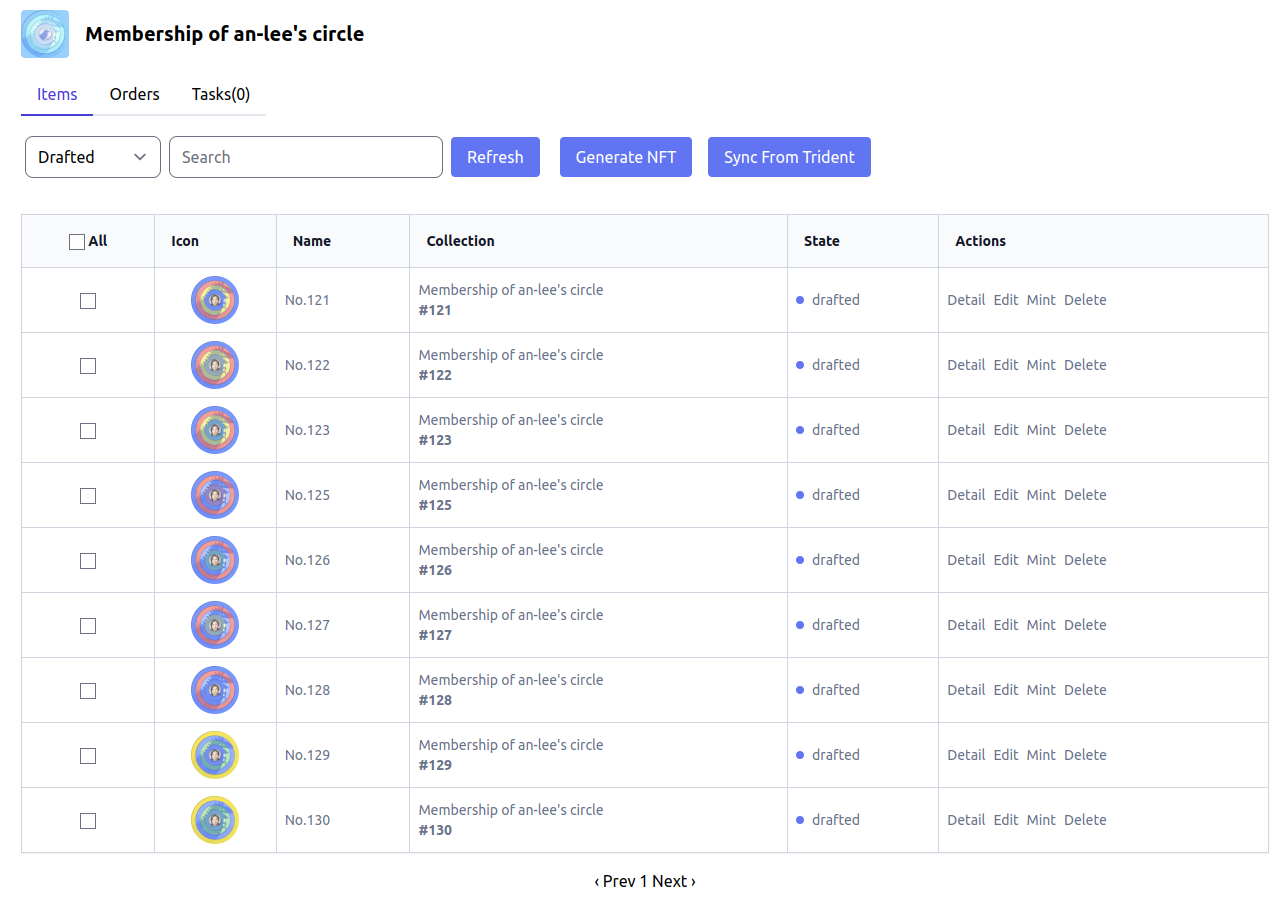 Membership of an-lee's circle
Items Orders Tasks(0)
Drafted Search Refresh Generate NFT Sync From Trident
All Icon Name Collection State Actions
No.121 Membership of an-lee's circle drafted Detail Edit Mint Delete
#121
No.122 Membership of an-lee's circle drafted Detail Edit Mint Delete
#122
No.123 Membership of an-lee's circle drafted Detail Edit Mint Delete
#123
No.125 Membership of an-lee's circle drafted Detail Edit Mint Delete
#125
No.126 Membership of an-lee's circle drafted Detail Edit Mint Delete
#126
No.127 Membership of an-lee's circle drafted Detail Edit Mint Delete
#127
No.128 Membership of an-lee's circle drafted Detail Edit Mint Delete
#128
No.129 Membership of an-lee's circle drafted Detail Edit Mint Delete
#129
No.130 Membership of an-lee's circle drafted Detail Edit Mint Delete
#130
‹ Prev 1 Next ›